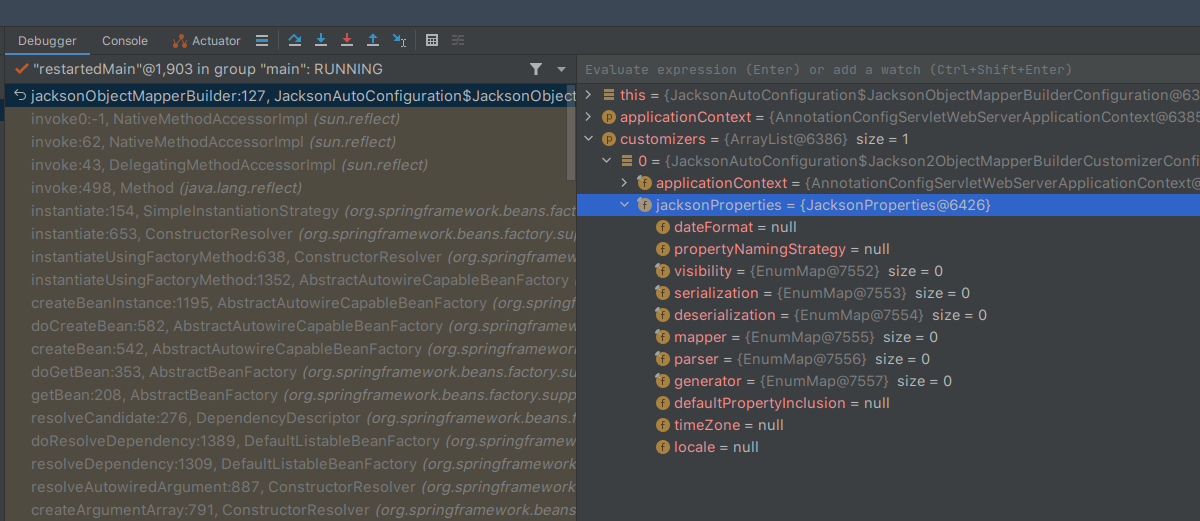 Debugger Console Actuator
"restartedMain"@1,903 in group "main": RUNNING
jacksonObjectMapperBuilder:127, JacksonAutoConfiguration$JacksonObject
invoke0:-1, NativeMethodAccessorImpl (sun.reflect)
invoke:62, NativeMethodAccessorImpl (sun.reflect)
invoke:43, DelegatingMethodAccessorImpl (sun.reflect)
invoke:498, Method (java.lang.reflect)
instantiate:154, SimpleInstantiationStrategy (org.springframework.beans.fact
instantiate:653, ConstructorResolver (org.springframework.beans.factory.sup
instantiateUsingFactoryMethod:638, ConstructorResolver (org.springframewor
instantiateUsingFactoryMethod:1352, AbstractAutowireCapableBeanFactory (
createBeanInstance:1195, AbstractAutowireCapableBeanFactory (org.springf
doCreateBean:582, AbstractAutowireCapableBeanFactory (org.springframewo
createBean:542, AbstractAutowireCapableBeanFactory (org.springframework.
doGetBean:353, AbstractBeanFactory (org.springframework.beans.factory.su
getBean:208, AbstractBeanFactory (org.springframework.beans.factory.supp
resolveCandidate:276, DependencyDescriptor (org.springframework.beans.f
doResolveDependency:1389, DefaultListableBeanFactory (org.springframewo
resolveDependency:1309, DefaultListableBeanFactory (org.springframework
resolveAutowiredArgument:887, ConstructorResolver (org.springframework.
createArgumentArray:791, ConstructorResolver (org.springframework.beans
Evaluate expression (Enter) or add a watch (Ctrl+Shift+Enter)
this = {JacksonAutoConfiguration$JacksonObjectMapperBuilderConfiguration@63
applicationContext = {AnnotationConfigServletWebServerApplicationContext@6385
customizers = {ArrayList@6386} size = 1
0 = {JacksonAutoConfiguration$Jackson2ObjectMapperBuilderCustomizerConfi
applicationContext = {AnnotationConfigServletWebServerApplicationContext@
jacksonProperties = {JacksonProperties@6426}
dateFormat = null
propertyNamingStrategy = null
visibility = {EnumMap@7552} size = 0
serialization = {EnumMap@7553} size = 0
deserialization = {EnumMap@7554} size = 0
mapper = {EnumMap@7555} size = 0
parser = {EnumMap@7556} size = 0
generator = {EnumMap@7557} size = 0
defaultPropertyInclusion = null
timeZone = null
locale = null